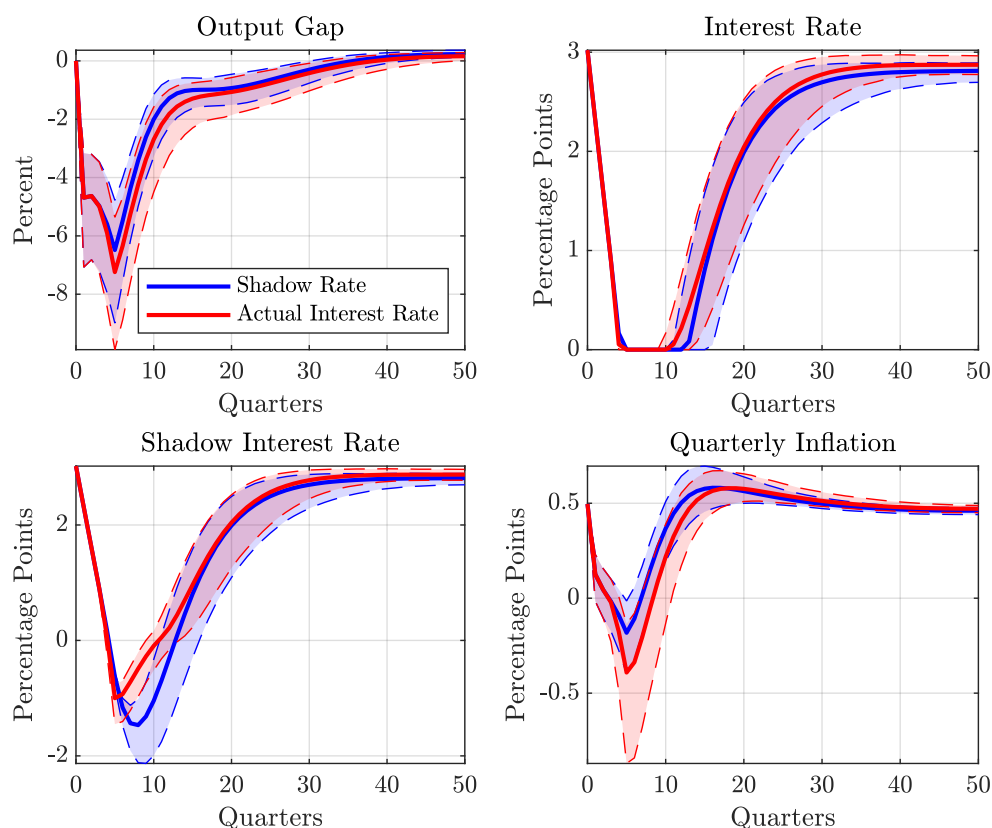 Output Gap
Percent
0
-2
-4
-6
-8
0 10 20 30 40 50
Quarters
Shadow Rate
Actual Interest Rate
Interest Rate
Percentage Points
3
2
1
0
0 10 20 30 40 50
Quarters
Shadow Interest Rate
Percentage Points
2
0
-2
0 10 20 30 40 50
Quarters
Quarterly Inflation
Percentage Points
0.5
0
-0.5
0 10 20 30 40 50
Quarters